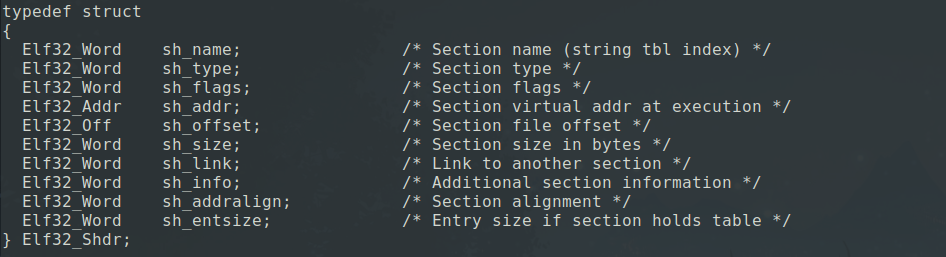 typedef struct
{
  Elf32_Word    sh_name;                /* Section name (string tbl index) */
  Elf32_Word    sh_type;                /* Section type */
  Elf32_Word    sh_flags;               /* Section flags */
  Elf32_Addr    sh_addr;                /* Section virtual addr at execution */
  Elf32_Off     sh_offset;              /* Section file offset */
  Elf32_Word    sh_size;                /* Section size in bytes */
  Elf32_Word    sh_link;                /* Link to another section */
  Elf32_Word    sh_info;                /* Additional section information */
  Elf32_Word    sh_addralign;           /* Section alignment */
  Elf32_Word    sh_entsize;             /* Entry size if section holds table */
} Elf32_Shdr;